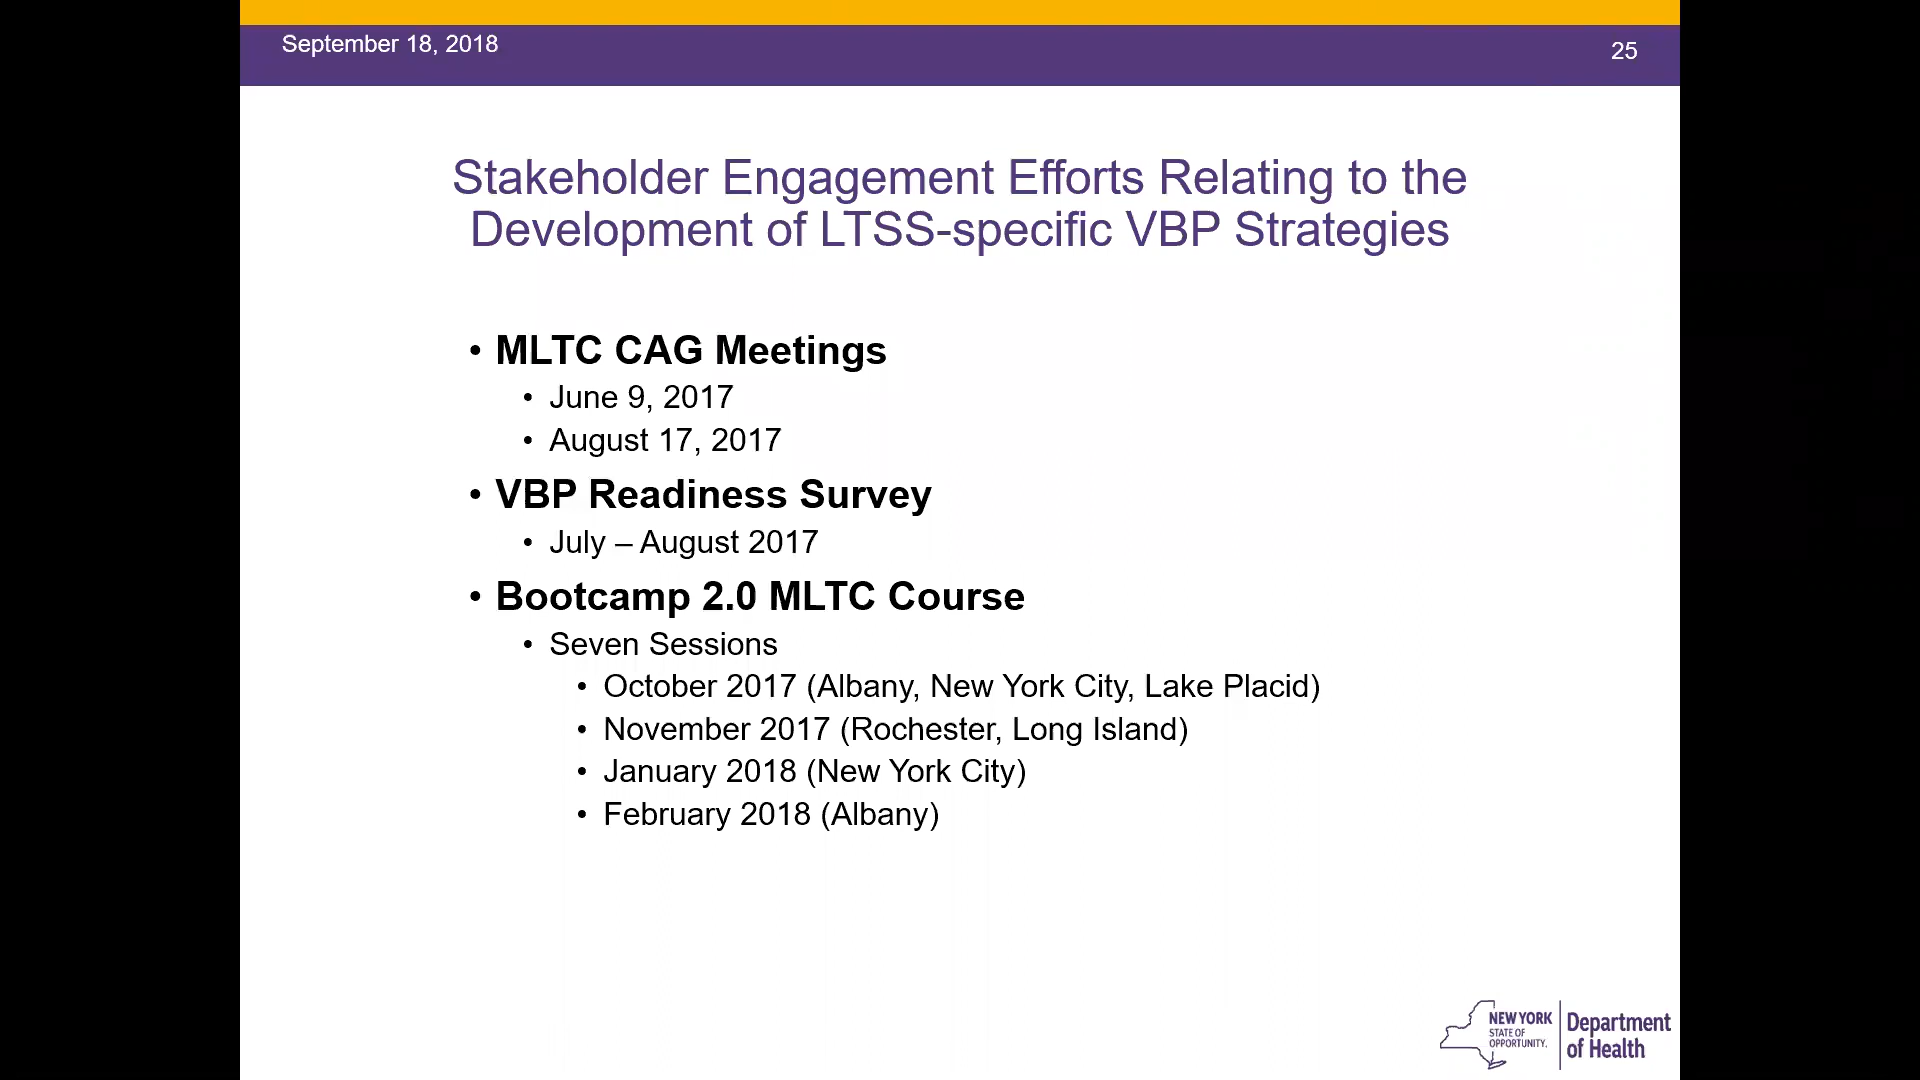 September 18, 2018
25
Stakeholder Engagement Efforts Relating to the
Development of LTSS-specific VBP Strategies
• MLTC CAG Meetings
• June 9, 2017
• August 17, 2017
• VBP Readiness Survey
• July – August 2017
• Bootcamp 2.0 MLTC Course
• Seven Sessions
• October 2017 (Albany, New York City, Lake Placid)
• November 2017 (Rochester, Long Island)
• January 2018 (New York City)
• February 2018 (Albany)
NEW YORK
STATE OF
OPPORTUNITY.
Department
of Health